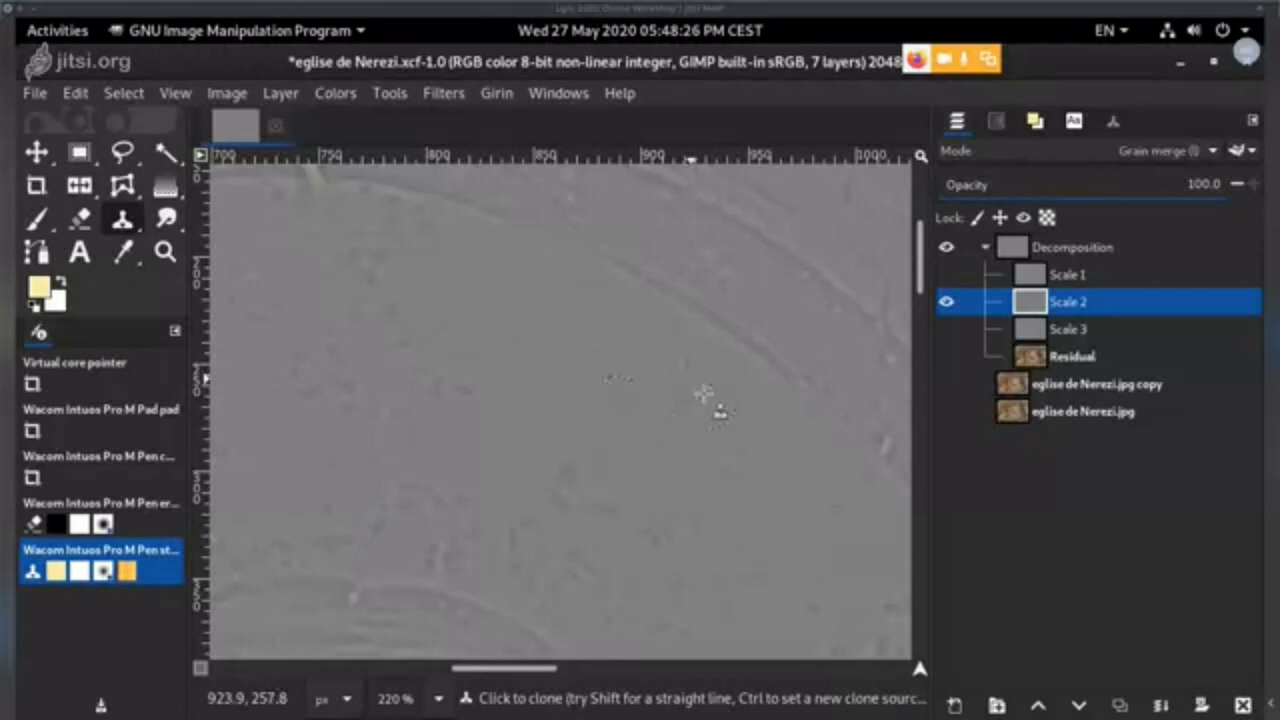 Activities GNU Image Manipulation Program Wed 27 May 2020 05:48:26 PM CEST EN
jitsi.org *eglise de Nerezi.xcf-1.0 (RGB color 8-bit non-linear integer, GIMP built-in sRGB, 7 layers) 2048
File Edit Select View Image Layer Colors Tools Filters Girin Windows Help
700 750 800 850 900 950 1000
Mode Grain merge (l)
Opacity 100.0
Lock:
Decomposition
Scale 1
Scale 2
Scale 3
Residual
eglise de Nerezi.jpg copy
eglise de Nerezi.jpg
Aa
Virtual core pointer
Wacom Intuos Pro M Pad pad
Wacom Intuos Pro M Pen c...
Wacom Intuos Pro M Pen er...
Wacom Intuos Pro M Pen st...
923.9, 257.8 px 220 % Click to clone (try Shift for a straight line, Ctrl to set a new clone sourc...